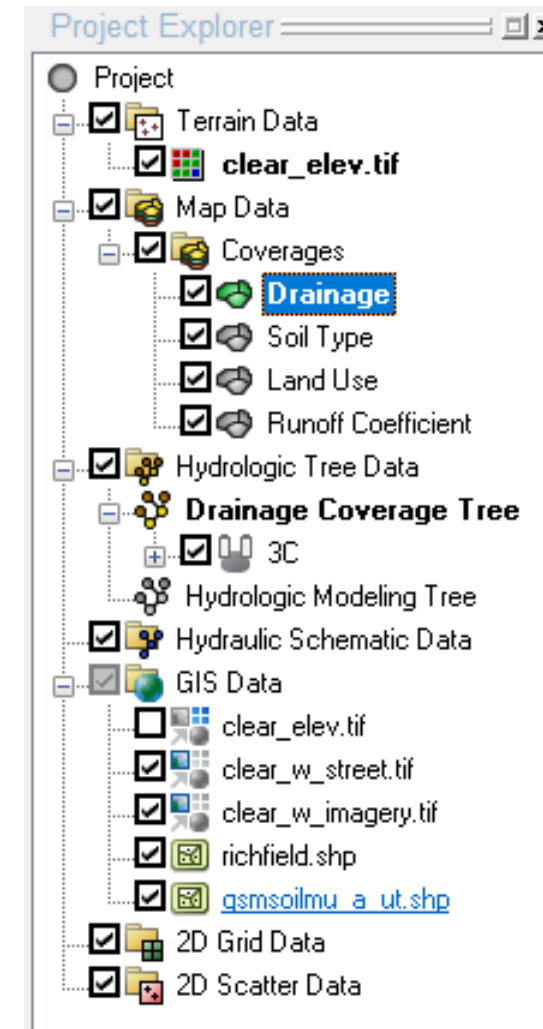 Project Explorer
Project
Terrain Data
clear_elev.tif
Map Data
Coverages
Drainage
Soil Type
Land Use
Runoff Coefficient
Hydrologic Tree Data
Drainage Coverage Tree
3C
Hydrologic Modeling Tree
Hydraulic Schematic Data
GIS Data
clear_elev.tif
clear_w_street.tif
clear_w_imagery.tif
richfield.shp
gsmsoilmu_a_ut.shp
2D Grid Data
2D Scatter Data